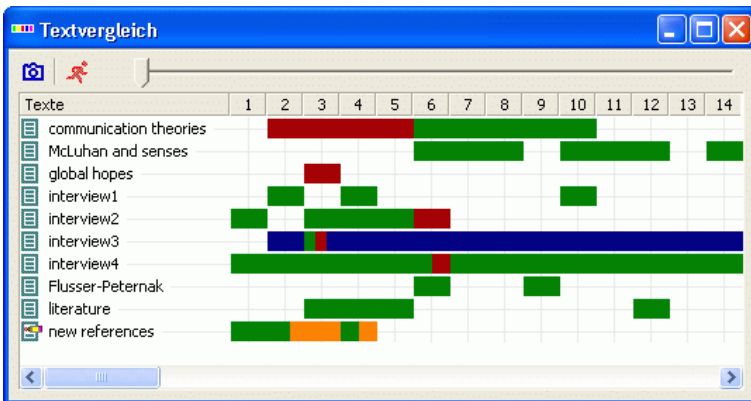 Textvergleich
Texte 1 2 3 4 5 6 7 8 9 10 11 12 13 14
communication theories
McLuhan and senses
global hopes
interview1
interview2
interview3
interview4
Flusser-Peternak
literature
new references